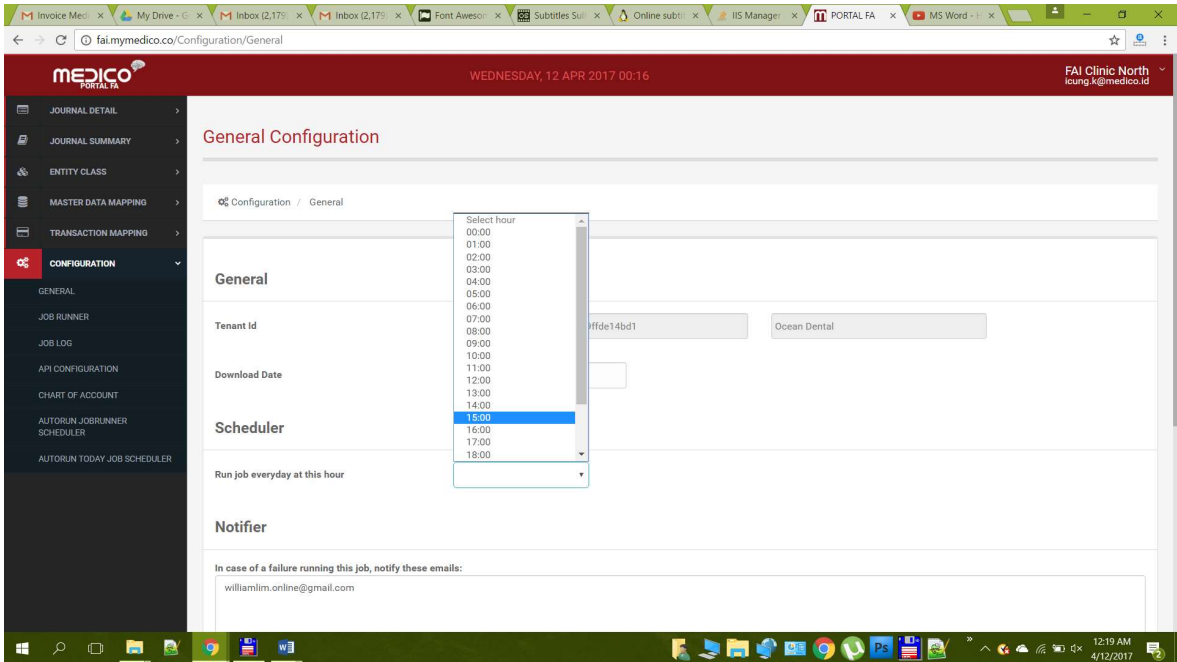 Invoice Medi
My Drive - G
Inbox (2,179
Inbox (2,179
Font Aweson
Subtitles Sul
Online subtit
IIS Manager
PORTAL FA
MS Word - H
fai.mymedico.co/Configuration/General
MEDICO
PORTAL FA
WEDNESDAY, 12 APR 2017 00:16
FAI Clinic North
icung.k@medico.id
JOURNAL DETAIL
JOURNAL SUMMARY
ENTITY CLASS
MASTER DATA MAPPING
TRANSACTION MAPPING
CONFIGURATION
GENERAL
JOB RUNNER
JOB LOG
API CONFIGURATION
CHART OF ACCOUNT
AUTORUN JOBRUNNER
SCHEDULER
AUTORUN TODAY JOB SCHEDULER
General Configuration
Configuration / General
General
Tenant Id
9ffde14bd1
Ocean Dental
Download Date
Scheduler
Run job everyday at this hour
Select hour
00:00
01:00
02:00
03:00
04:00
05:00
06:00
07:00
08:00
09:00
10:00
11:00
12:00
13:00
14:00
15:00
16:00
17:00
18:00
Notifier
In case of a failure running this job, notify these emails:
williamlim.online@gmail.com
Ps
12:19 AM
4/12/2017